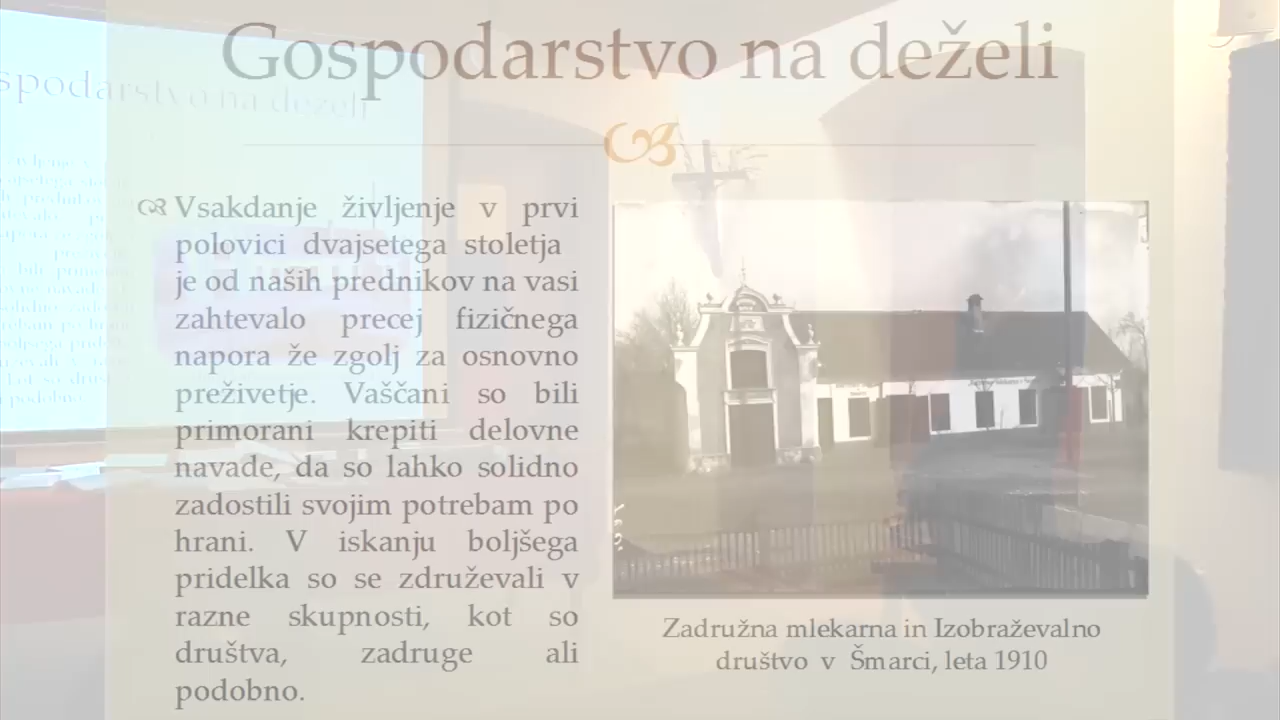 Gospodarstvo na deželi
Vsakdanje življenje v prvi
polovici dvajsetega stoletja
je od naših prednikov na vasi
zahtevalo precej fizičnega
napora že zgolj za osnovno
preživetje. Vaščani so bili
primorani krepiti delovne
navade, da so lahko solidno
zadostili svojim potrebam po
hrani. V iskanju boljšega
pridelka so se združevali v
razne skupnosti, kot so
društva, zadruge ali
podobno.
Zadružna mlekarna in Izobraževalno
društvo v Šmarci, leta 1910
spodarstvo na deželi